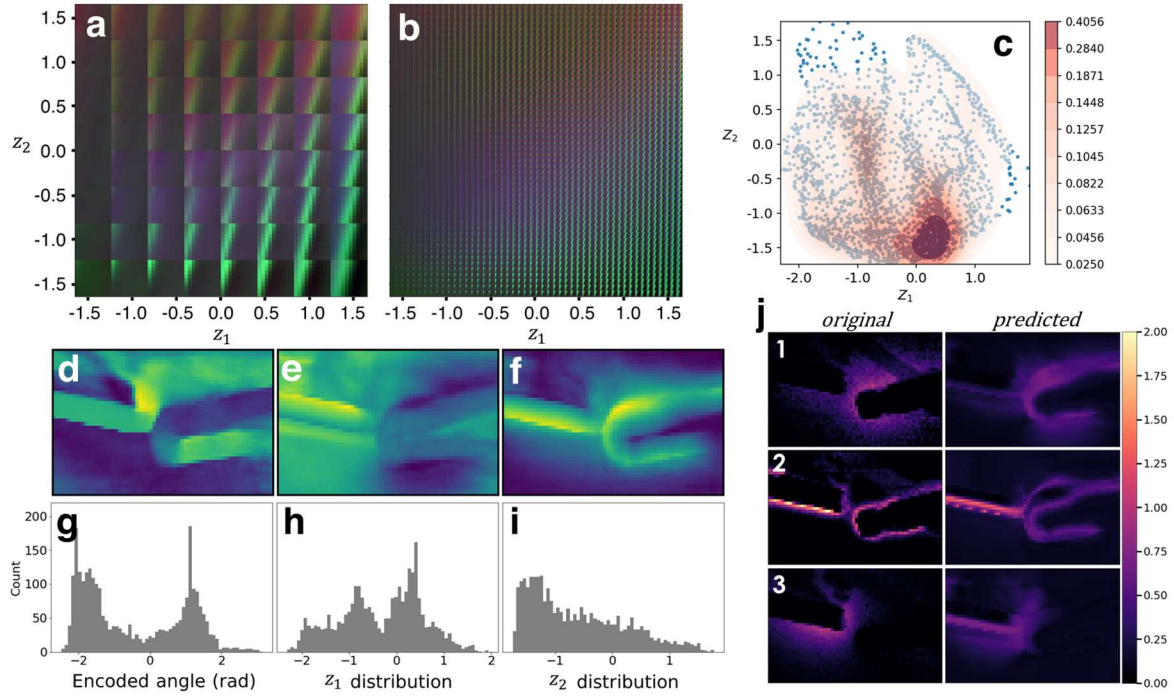 a
1.5
1.0
0.5
0.0
-0.5
-1.0
-1.5
z2
-1.5 -1.0 -0.5 0.0 0.5 1.0 1.5
z1
b
-1.5 -1.0 -0.5 0.0 0.5 1.0 1.5
z1
c
1.5
1.0
0.5
0.0
-0.5
-1.0
-1.5
z2
-2.0 -1.0 0.0 1.0
z1
0.4056
0.2840
0.1871
0.1448
0.1257
0.1045
0.0822
0.0633
0.0456
0.0250
d
e
f
g
200
150
100
50
0
Count
-2 0 2
Encoded angle (rad)
h
-2 -1 0 1 2
z1 distribution
i
-1 0 1
z2 distribution
j
original predicted
1
2
3
2.00
1.75
1.50
1.25
1.00
0.75
0.50
0.25
0.00